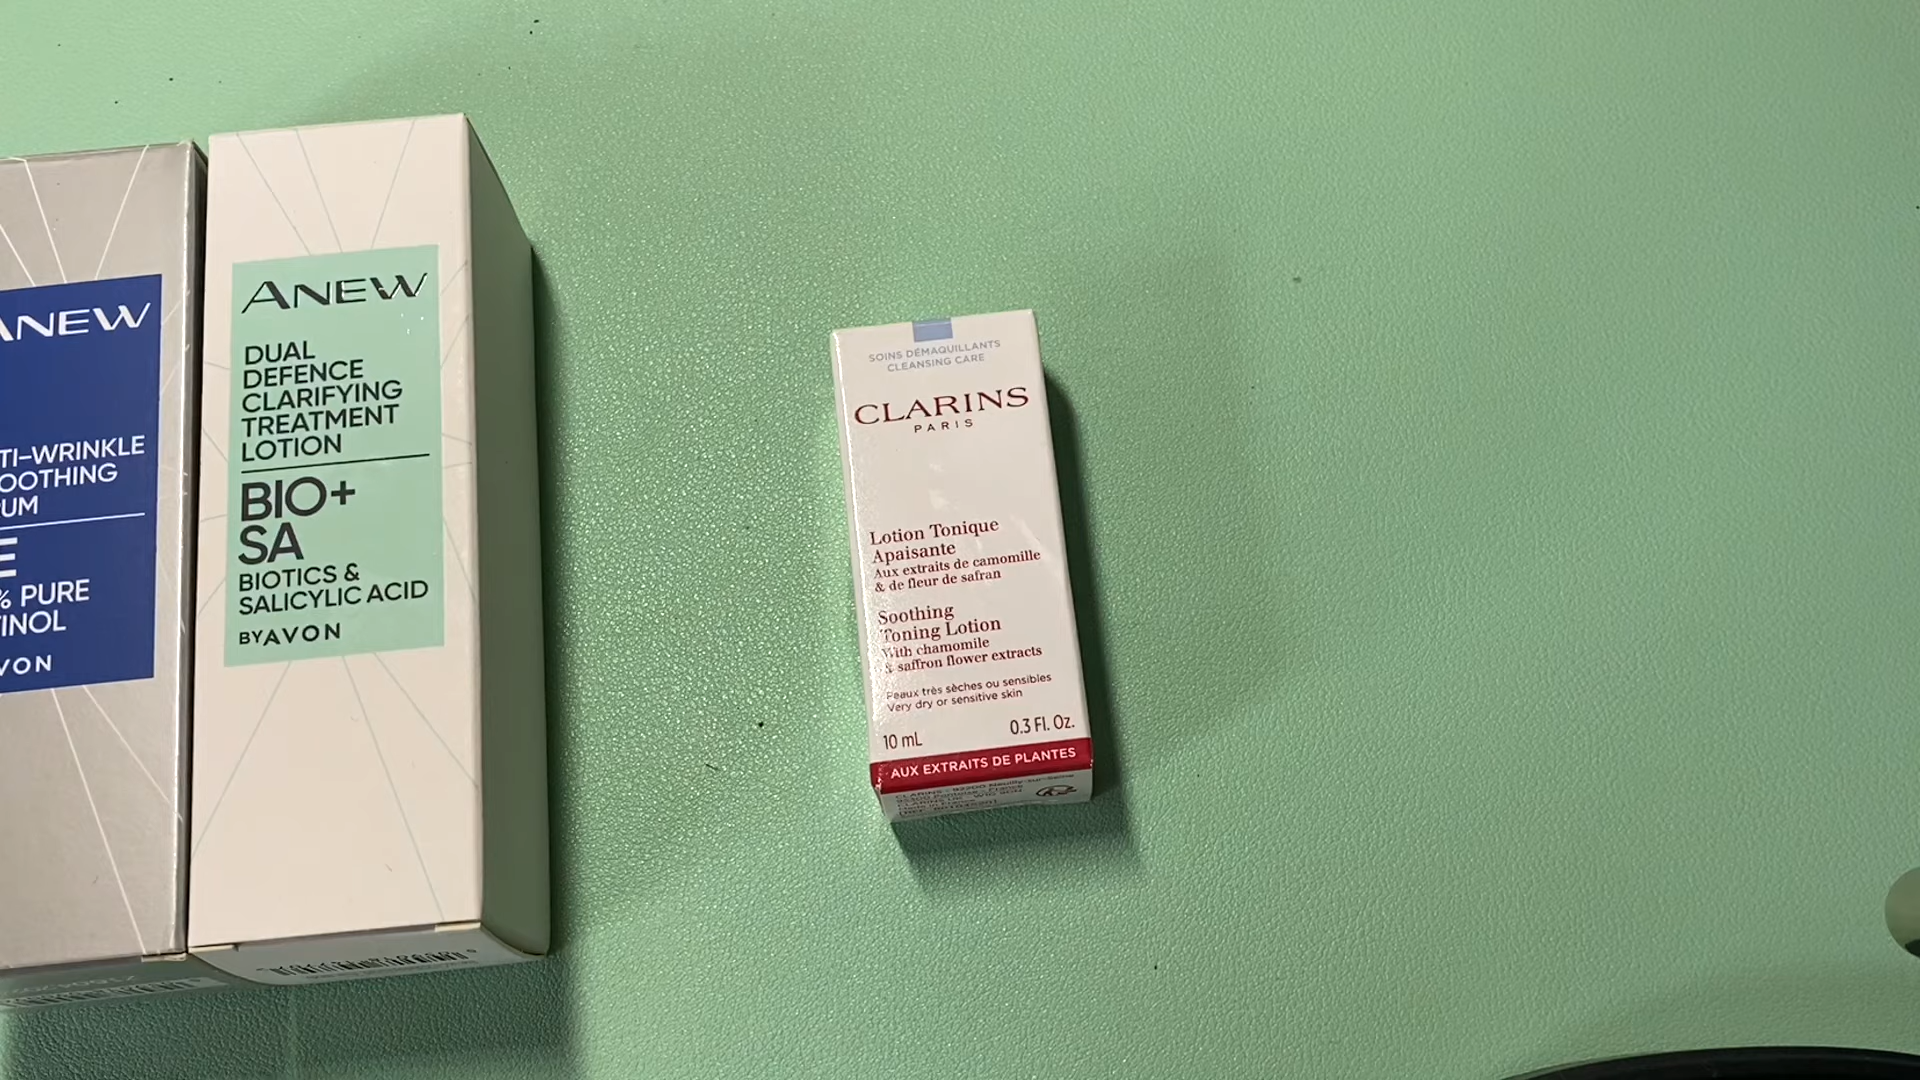 ANEW
TI-WRINKLE
OOTHING
UM
E
% PURE
TINOL
VON
ANEW
DUAL
DEFENCE
CLARIFYING
TREATMENT
LOTION
BIO+
SA
BIOTICS &
SALICYLIC ACID
BY AVON
SOINS DÉMAQUILLANTS
CLEANSING CARE
CLARINS
PARIS
Lotion Tonique
Apaisante
Aux extraits de camomille
& de fleur de safran
Soothing
Toning Lotion
With chamomile
& saffron flower extracts
Peaux très sèches ou sensibles
Very dry or sensitive skin
10 mL 0.3 Fl. Oz.
AUX EXTRAITS DE PLANTES